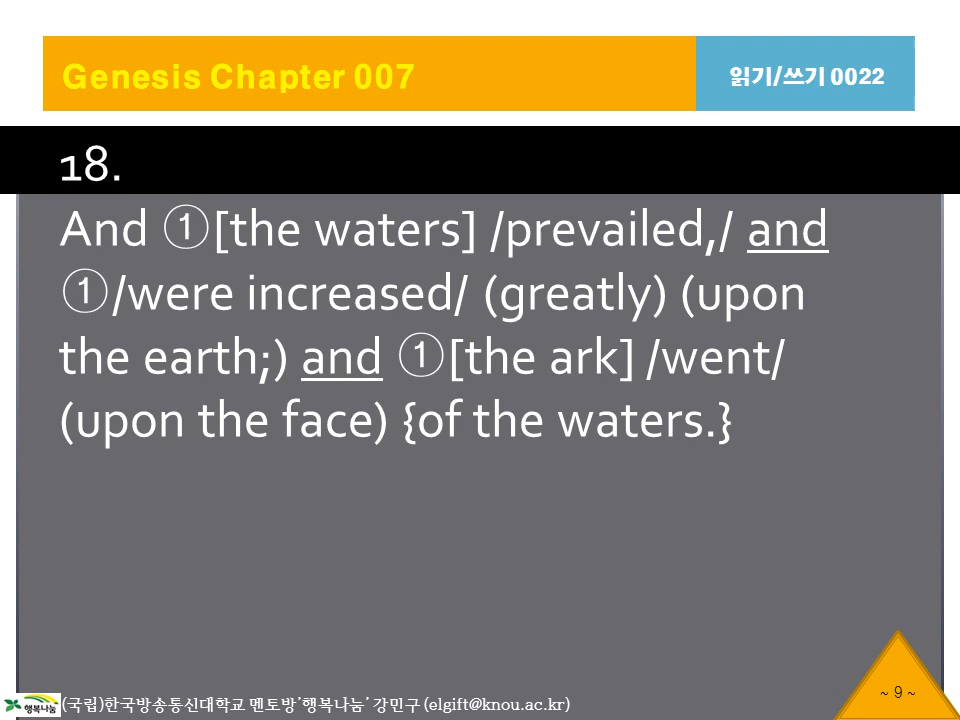 Genesis Chapter 007
읽기/쓰기 0022
18.
And ①[the waters] /prevailed,/ and
①/were increased/ (greatly) (upon
the earth;) and ①[the ark] /went/
(upon the face) {of the waters.}
행복나눔
(국립)한국방송통신대학교 멘토방’행복나눔’ 강민구 (elgift@knou.ac.kr)
~ 9 ~